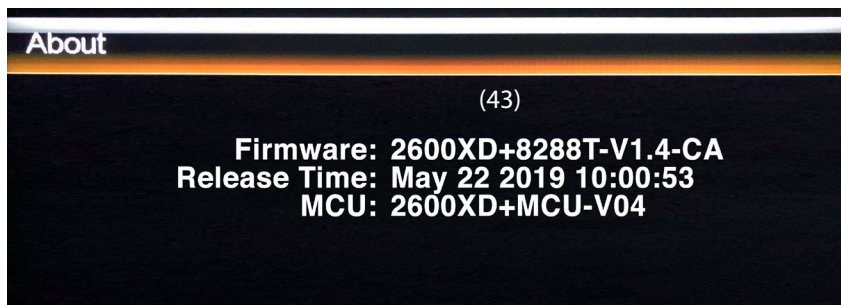 About
(43)
Firmware: 2600XD+8288T-V1.4-CA
Release Time: May 22 2019 10:00:53
MCU: 2600XD+MCU-V04